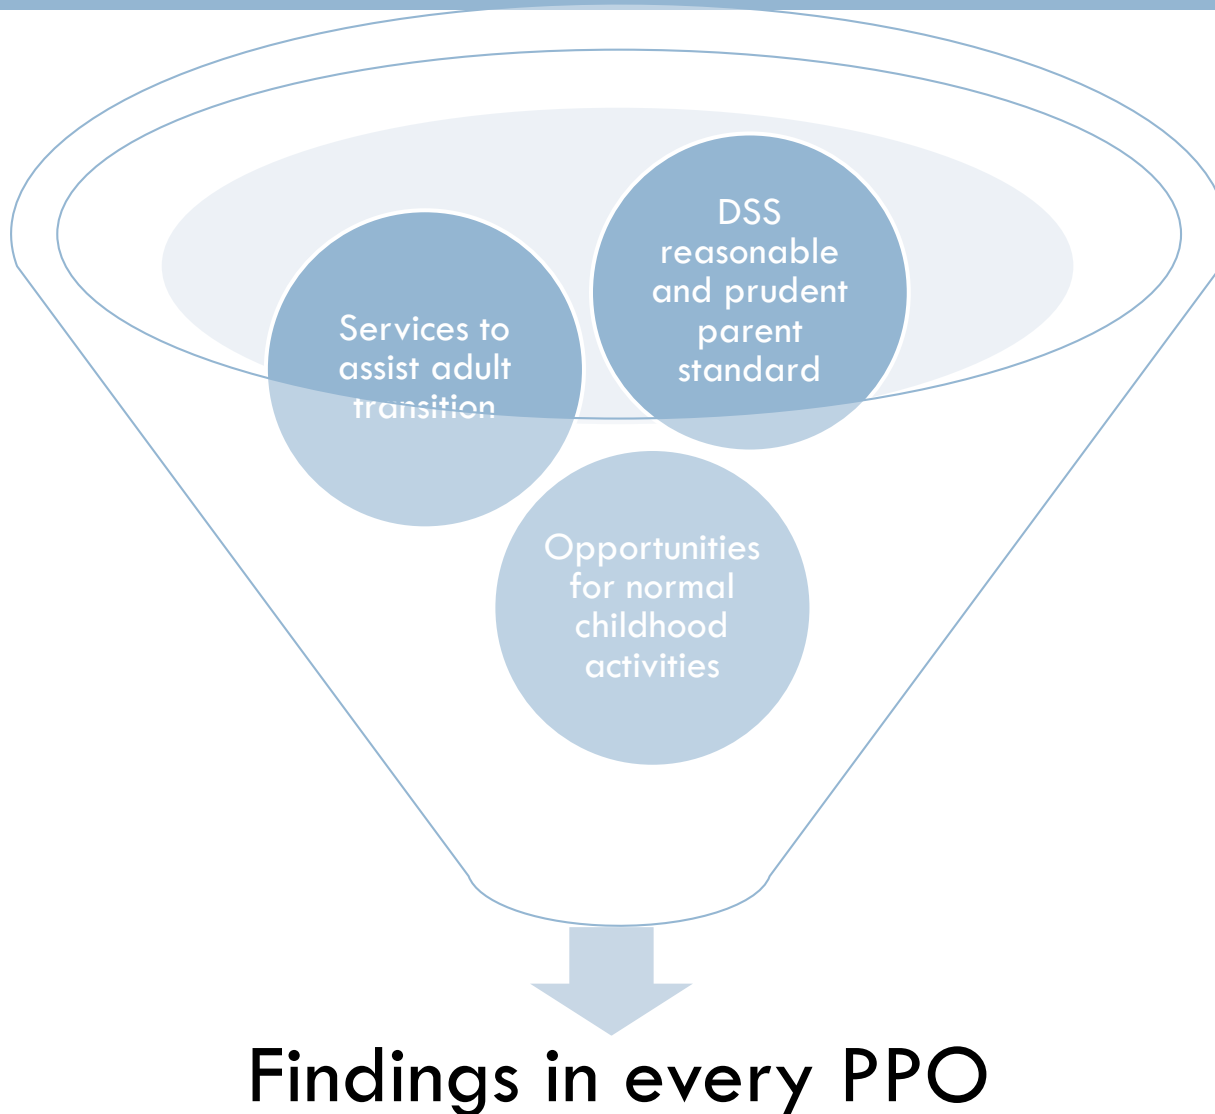 DSS
reasonable
and prudent
parent
standard
Services to
assist adult
transition
Opportunities
for normal
childhood
activities
Findings in every PPO